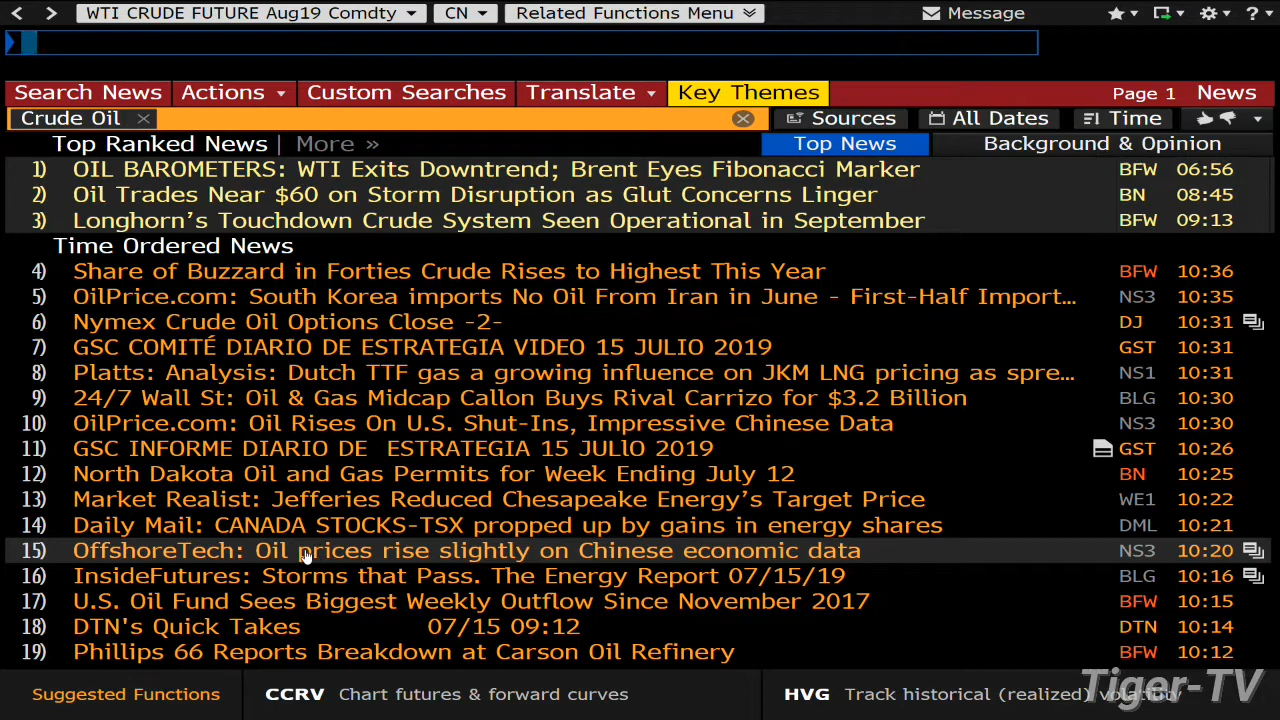 WTI CRUDE FUTURE Aug19 Comdty CN Related Functions Menu Message
Search News Actions Custom Searches Translate Key Themes Page 1 News
Crude Oil Sources All Dates Time
Top Ranked News | More » Top News Background & Opinion
1) OIL BAROMETERS: WTI Exits Downtrend; Brent Eyes Fibonacci Marker BFW 06:56
2) Oil Trades Near $60 on Storm Disruption as Glut Concerns Linger BN 08:45
3) Longhorn's Touchdown Crude System Seen Operational in September BFW 09:13
Time Ordered News
4) Share of Buzzard in Forties Crude Rises to Highest This Year BFW 10:36
5) OilPrice.com: South Korea imports No Oil From Iran in June - First-Half Import... NS3 10:35
6) Nymex Crude Oil Options Close -2- DJ 10:31
7) GSC COMITÉ DIARIO DE ESTRATEGIA VIDEO 15 JULIO 2019 GST 10:31
8) Platts: Analysis: Dutch TTF gas a growing influence on JKM LNG pricing as spre... NS1 10:31
9) 24/7 Wall St: Oil & Gas Midcap Callon Buys Rival Carrizo for $3.2 Billion BLG 10:30
10) OilPrice.com: Oil Rises On U.S. Shut-Ins, Impressive Chinese Data NS3 10:30
11) GSC INFORME DIARIO DE ESTRATEGIA 15 JULlO 2019 GST 10:26
12) North Dakota Oil and Gas Permits for Week Ending July 12 BN 10:25
13) Market Realist: Jefferies Reduced Chesapeake Energy's Target Price WE1 10:22
14) Daily Mail: CANADA STOCKS-TSX propped up by gains in energy shares DML 10:21
15) OffshoreTech: Oil prices rise slightly on Chinese economic data NS3 10:20
16) InsideFutures: Storms that Pass. The Energy Report 07/15/19 BLG 10:16
17) U.S. Oil Fund Sees Biggest Weekly Outflow Since November 2017 BFW 10:15
18) DTN's Quick Takes 07/15 09:12 DTN 10:14
19) Phillips 66 Reports Breakdown at Carson Oil Refinery BFW 10:12
Suggested Functions CCRV Chart futures & forward curves HVG Track historical (realized) volatility
Tiger-TV